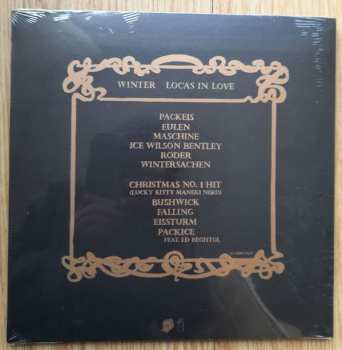 WINTER LOCAS IN LOVE
PACKEIS
EULEN
MASCHINE
ICE WILSON BENTLEY
RODER
WINTERSACHEN
CHRISTMAS NO. 1 HIT
(LUCKY KITTY MANEKI NEKO)
BUSHWICK
FALLING
EISSTURM
PACKICE
FEAT. LD BEGHTOL